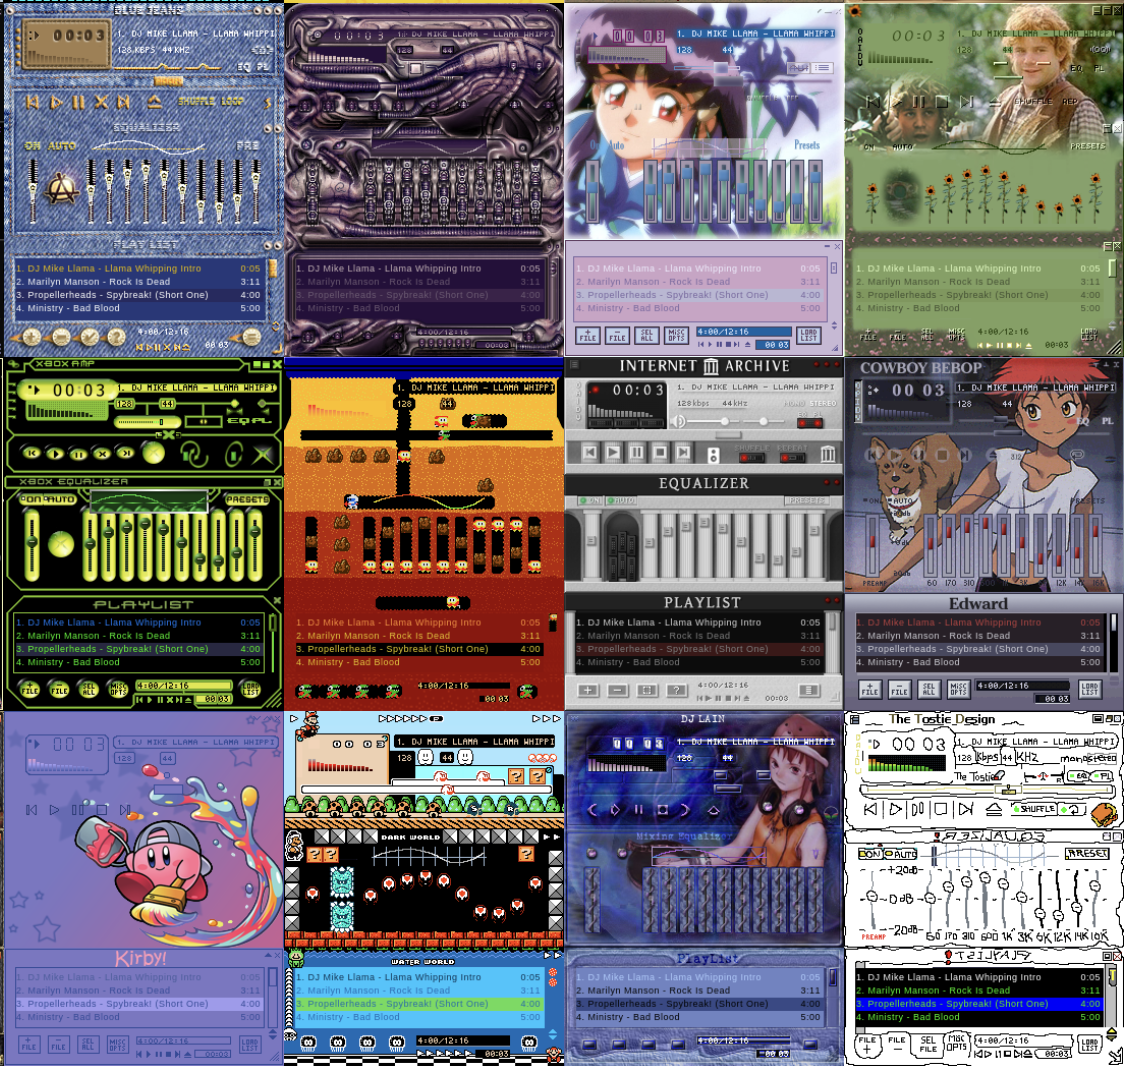 BLUE JEANS
00:03
1. DJ MIKE LLAMA - LLAMA WHIPPI
128 KBPS 44 KHZ
EQ PL
SHUFFLE LOOP
EQUALIZER
ON AUTO
PRE
PLAY LIST
1. DJ Mike Llama - Llama Whipping Intro 0:05
2. Marilyn Manson - Rock Is Dead 3:11
3. Propellerheads - Spybreak! (Short One) 4:00
4. Ministry - Bad Blood 5:00
4:00/12:16
00:03
00:03
1. DJ MIKE LLAMA - LLAMA WHIPPI
128 44
1. DJ Mike Llama - Llama Whipping Intro 0:05
2. Marilyn Manson - Rock Is Dead 3:11
3. Propellerheads - Spybreak! (Short One) 4:00
4. Ministry - Bad Blood 5:00
4:00/12:16
00:03
00 03
1. DJ MIKE LLAMA - LLAMA WHIPPI
128 44
On Auto
Presets
1. DJ Mike Llama - Llama Whipping Intro 0:05
2. Marilyn Manson - Rock Is Dead 3:11
3. Propellerheads - Spybreak! (Short One) 4:00
4. Ministry - Bad Blood 5:00
+ FILE
- FILE
SEL ALL
MISC OPTS
4:00/12:16
00 03
LOAD LIST
OAIDV
00:03
1. DJ MIKE LLAMA - LLAMA WHIPPI
128 44
EQ PL
SHUFFLE REP
ON AUTO
PRESETS
1. DJ Mike Llama - Llama Whipping Intro 0:05
2. Marilyn Manson - Rock Is Dead 3:11
3. Propellerheads - Spybreak! (Short One) 4:00
4. Ministry - Bad Blood 5:00
FILE
FILE
SEL ALL
MISC OPTS
4:00/12:16
00:03
LIST
XBOX AMP
00:03
1. DJ MIKE LLAMA - LLAMA WHIPPI
128 44
EQ PL
XBOX EQUALIZER
ON AUTO
PRESETS
PLAYLIST
1. DJ Mike Llama - Llama Whipping Intro 0:05
2. Marilyn Manson - Rock Is Dead 3:11
3. Propellerheads - Spybreak! (Short One) 4:00
4. Ministry - Bad Blood 5:00
+ FILE
- FILE
SEL ALL
MISC OPTS
4:00/12:16
00:03
LOAD LIST
1. DJ MIKE LLAMA - LLAMA WHIPPI
128 44
1. DJ Mike Llama - Llama Whipping Intro 0:05
2. Marilyn Manson - Rock Is Dead 3:11
3. Propellerheads - Spybreak! (Short One) 4:00
4. Ministry - Bad Blood 5:00
4:00/12:16
00:03
INTERNET ARCHIVE
OAIDV
00:03
1. DJ MIKE LLAMA - LLAMA WHIPPI
128 kbps 44 kHz
MONO STEREO
EQ PL
SHUFFLE REPEAT
EQUALIZER
ON AUTO
PRESETS
PLAYLIST
1. DJ Mike Llama - Llama Whipping Intro 0:05
2. Marilyn Manson - Rock Is Dead 3:11
3. Propellerheads - Spybreak! (Short One) 4:00
4. Ministry - Bad Blood 5:00
4:00/12:16
00:03
COWBOY BEBOP
00:03
1. DJ MIKE LLAMA - LLAMA WHIPPI
128 44
EQ PL
ON AUTO
PRESETS
0db
PREAMP
60 170 310 600 1K 3K 6K 12K 14K 16K
Edward
1. DJ Mike Llama - Llama Whipping Intro 0:05
2. Marilyn Manson - Rock Is Dead 3:11
3. Propellerheads - Spybreak! (Short One) 4:00
4. Ministry - Bad Blood 5:00
+ FILE
- FILE
SEL ALL
MISC OPTS
4:00/12:16
00:03
LOAD LIST
00 03
1. DJ MIKE LLAMA - LLAMA WHIPPI
128 44
Kirby!
1. DJ Mike Llama - Llama Whipping Intro 0:05
2. Marilyn Manson - Rock Is Dead 3:11
3. Propellerheads - Spybreak! (Short One) 4:00
4. Ministry - Bad Blood 5:00
+ FILE
- FILE
SEL ALL
MISC OPTS
4:00/12:16
00:03
LOAD LIST
P
00 03
1. DJ MIKE LLAMA - LLAMA WHIPPI
128 44
? ?
S R
DARK WORLD
? ? ?
WATER WORLD
1. DJ Mike Llama - Llama Whipping Intro 0:05
2. Marilyn Manson - Rock Is Dead 3:11
3. Propellerheads - Spybreak! (Short One) 4:00
4. Ministry - Bad Blood 5:00
4:00/12:16
00:03
DJ LAIN
00 03
1. DJ MIKE LLAMA - LLAMA WHIPPI
128 44
Mixing Equalizer
PlayList
1. DJ Mike Llama - Llama Whipping Intro 0:05
2. Marilyn Manson - Rock Is Dead 3:11
3. Propellerheads - Spybreak! (Short One) 4:00
4. Ministry - Bad Blood 5:00
4:00/12:16
00:03
The Tostie Design
00 03
1. DJ MIKE LLAMA - LLAMA WHIPPI
128 Kbps 44 KHz
mono stereo
The Tostie
L R
EQ PL
SHUFFLE
EQUALIZER
ON AUTO
PRESET
+20dB
0dB
-20dB
PREAMP
60 170 310 600 1K 3K 6K 12K 14K 16K
PLAYLIST
1. DJ Mike Llama - Llama Whipping Intro 0:05
2. Marilyn Manson - Rock Is Dead 3:11
3. Propellerheads - Spybreak! (Short One) 4:00
4. Ministry - Bad Blood 5:00
FILE +
FILE -
SEL FILE
MISC OPTS
4:00/12:16
00:03
LOAD LIST